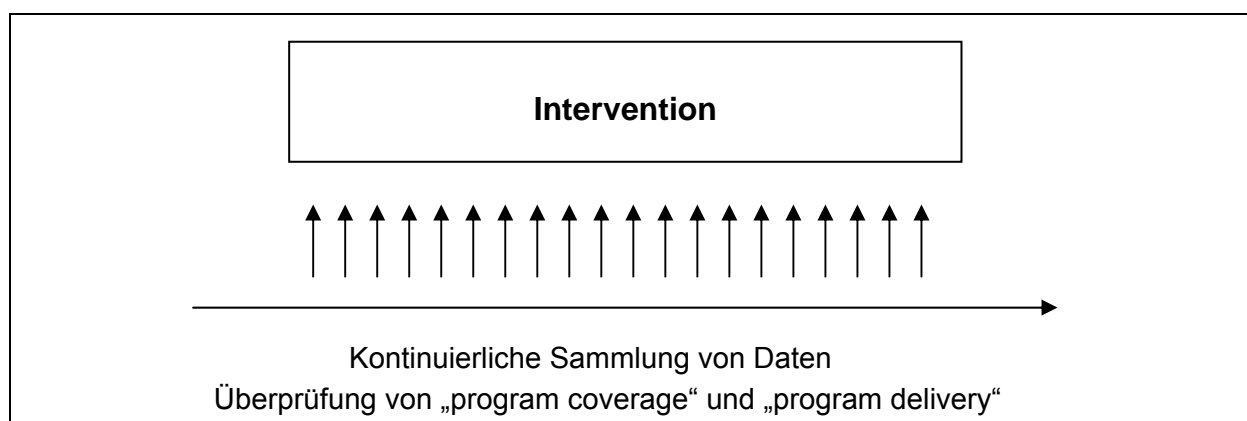 Intervention
Kontinuierliche Sammlung von Daten
Überprüfung von „program coverage“ und „program delivery“